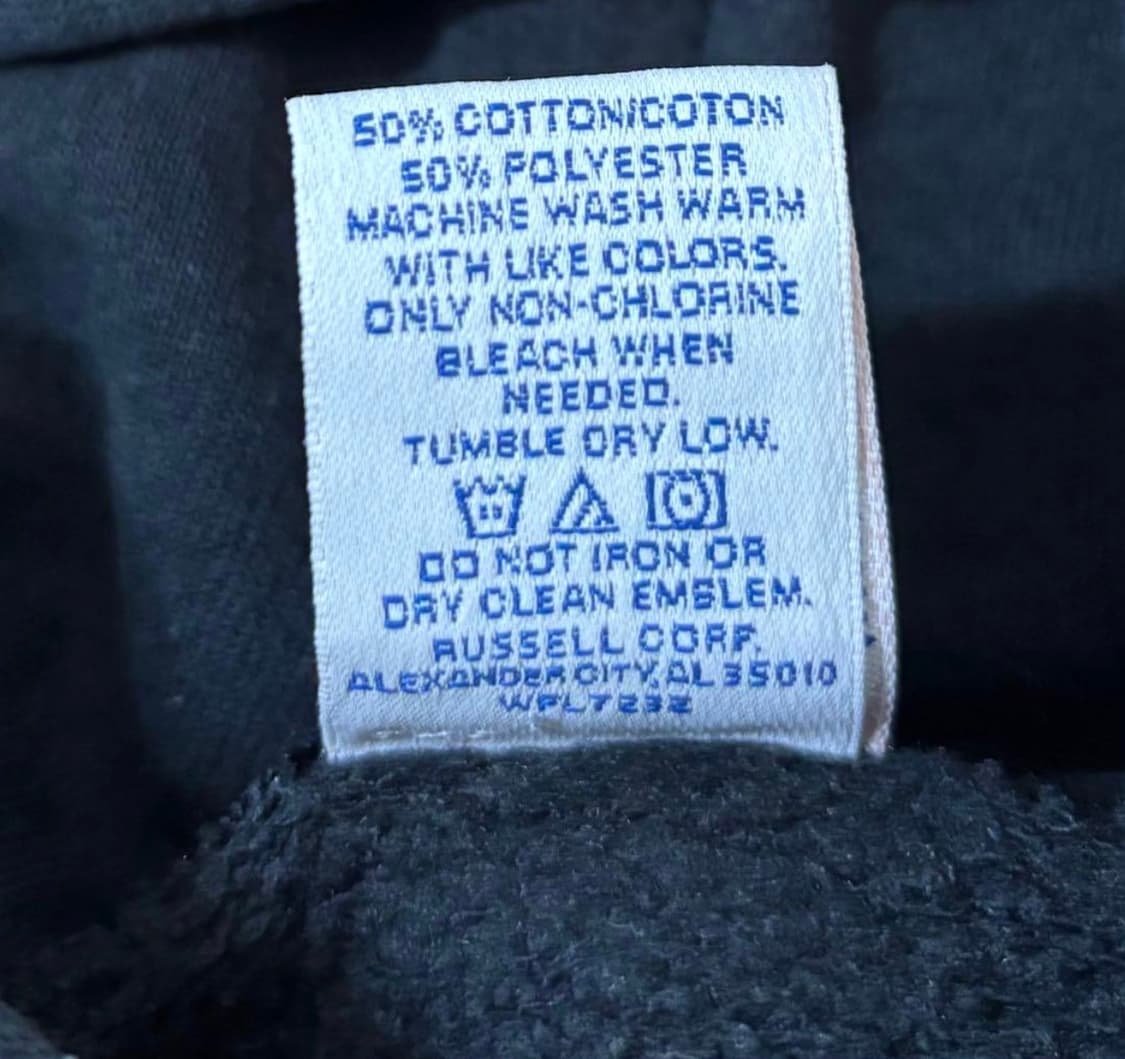 50% COTTON/COTON
50% POLYESTER
MACHINE WASH WARM
WITH LIKE COLORS.
ONLY NON-CHLORINE
BLEACH WHEN
NEEDED.
TUMBLE DRY LOW.
DO NOT IRON OR
DRY CLEAN EMBLEM.
RUSSELL CORP.
ALEXANDER CITY, AL 35010
WPL7232